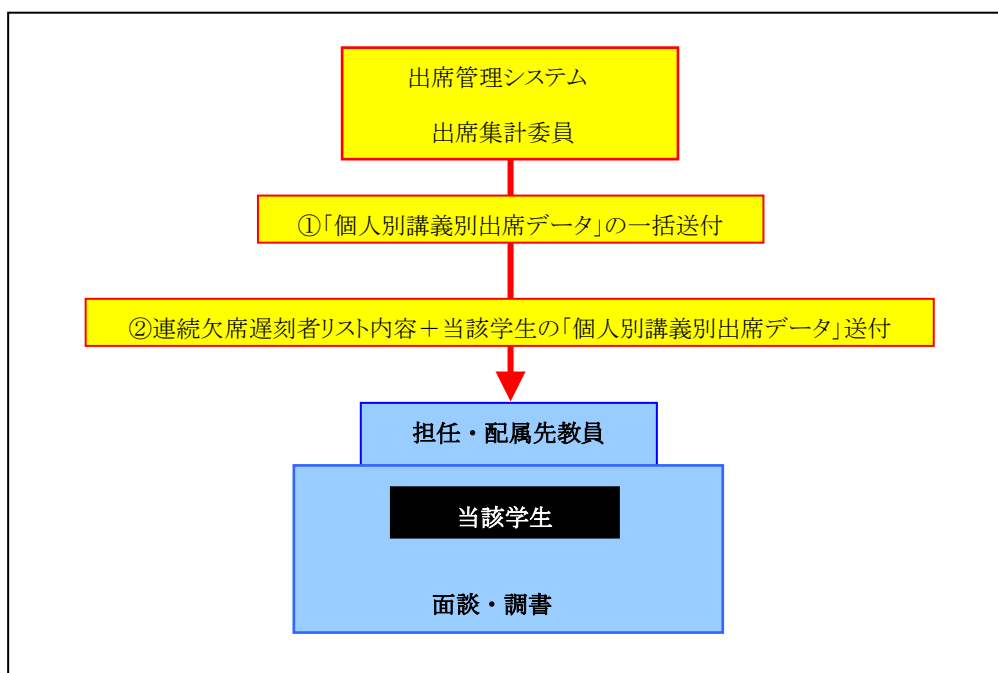 出席管理システム
出席集計委員
①「個人別講義別出席データ」の一括送付
②連続欠席遅刻者リスト内容＋当該学生の「個人別講義別出席データ」送付
担任・配属先教員
当該学生
面談・調書